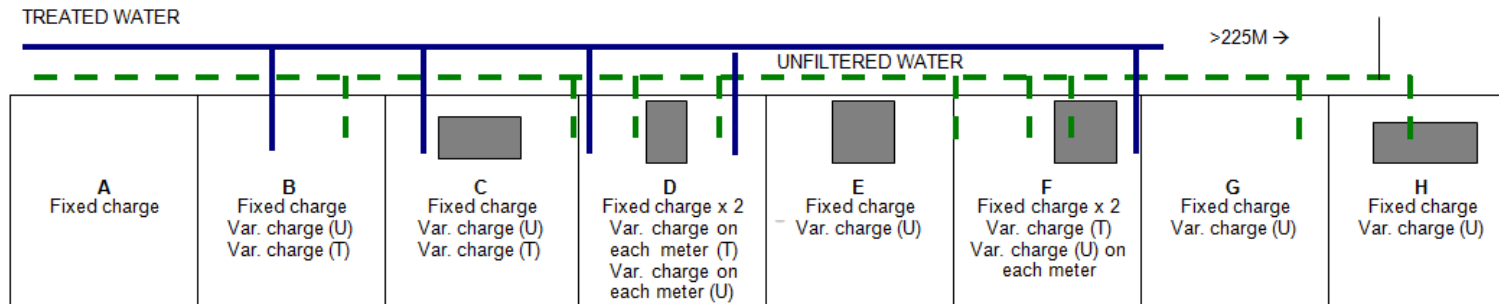 TREATED WATER
>225M →
UNFILTERED WATER
A
Fixed charge
B
Fixed charge
Var. charge (U)
Var. charge (T)
C
Fixed charge
Var. charge (U)
Var. charge (T)
D
Fixed charge x 2
Var. charge on
each meter (T)
Var. charge on
each meter (U)
E
Fixed charge
Var. charge (U)
F
Fixed charge x 2
Var. charge (T)
Var. charge (U) on
each meter
G
Fixed charge
Var. charge (U)
H
Fixed charge
Var. charge (U)